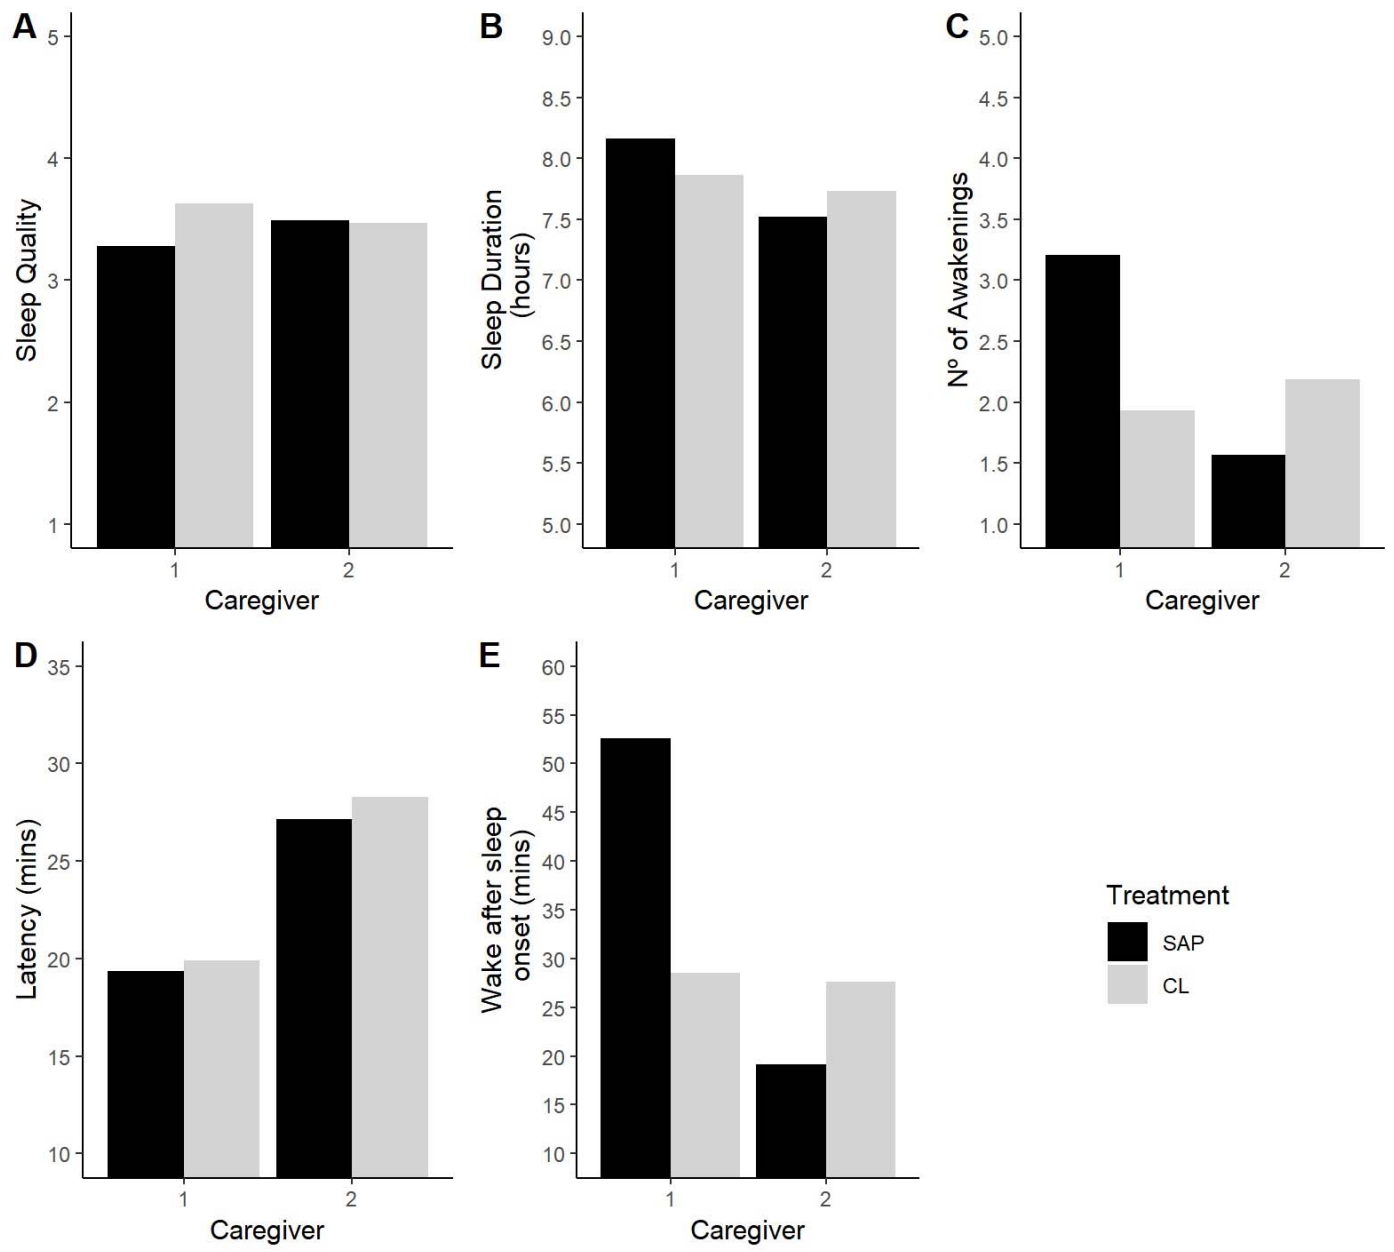 A
5
4
3
2
1
Sleep Quality
1
2
Caregiver
B
9.0
8.5
8.0
7.5
7.0
6.5
6.0
5.5
5.0
Sleep Duration
(hours)
1
2
Caregiver
C
5.0
4.5
4.0
3.5
3.0
2.5
2.0
1.5
1.0
Nº of Awakenings
1
2
Caregiver
D
35
30
25
20
15
10
Latency (mins)
1
2
Caregiver
E
60
55
50
45
40
35
30
25
20
15
10
Wake after sleep
onset (mins)
1
2
Caregiver
Treatment
SAP
CL